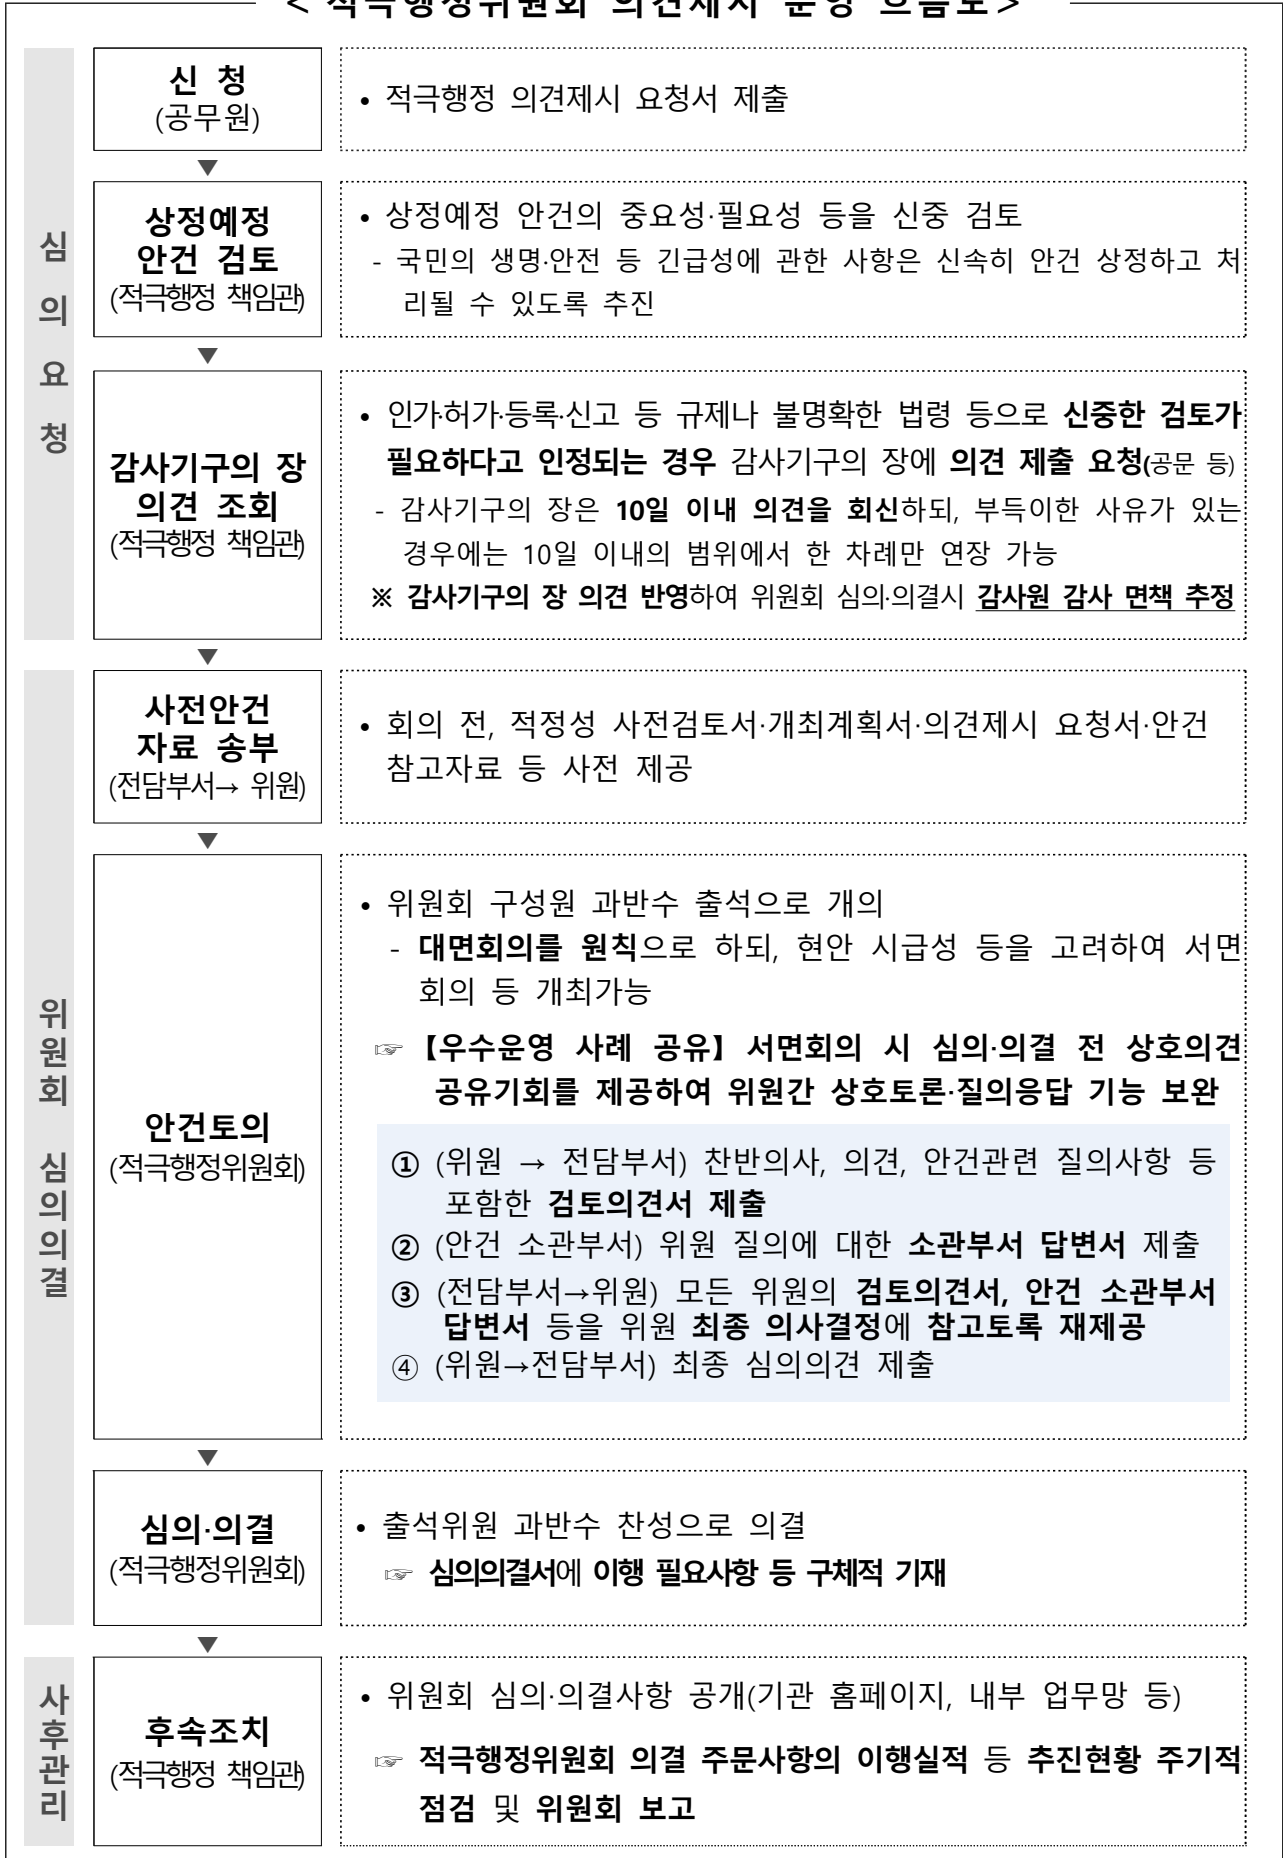 < 적극행정위원회 의견제시 운영 흐름도>
심의요청
신 청
(공무원)
• 적극행정 의견제시 요청서 제출
▼
상정예정
안건 검토
(적극행정 책임관)
• 상정예정 안건의 중요성·필요성 등을 신중 검토
- 국민의 생명·안전 등 긴급성에 관한 사항은 신속히 안건 상정하고 처
리될 수 있도록 추진
▼
감사기구의 장
의견 조회
(적극행정 책임관)
• 인가·허가·등록·신고 등 규제나 불명확한 법령 등으로 신중한 검토가
필요하다고 인정되는 경우 감사기구의 장에 의견 제출 요청(공문 등)
- 감사기구의 장은 10일 이내 의견을 회신하되, 부득이한 사유가 있는
경우에는 10일 이내의 범위에서 한 차례만 연장 가능
※ 감사기구의 장 의견 반영하여 위원회 심의·의결시 감사원 감사 면책 추정
▼
위원회 심의의결
사전안건
자료 송부
(전담부서→ 위원)
• 회의 전, 적정성 사전검토서·개최계획서·의견제시 요청서·안건
참고자료 등 사전 제공
▼
안건토의
(적극행정위원회)
• 위원회 구성원 과반수 출석으로 개의
- 대면회의를 원칙으로 하되, 현안 시급성 등을 고려하여 서면
회의 등 개최가능
☞ 【우수운영 사례 공유】 서면회의 시 심의·의결 전 상호의견
공유기회를 제공하여 위원간 상호토론·질의응답 기능 보완
① (위원 → 전담부서) 찬반의사, 의견, 안건관련 질의사항 등
포함한 검토의견서 제출
② (안건 소관부서) 위원 질의에 대한 소관부서 답변서 제출
③ (전담부서→위원) 모든 위원의 검토의견서, 안건 소관부서
답변서 등을 위원 최종 의사결정에 참고토록 재제공
④ (위원→전담부서) 최종 심의의견 제출
▼
심의·의결
(적극행정위원회)
• 출석위원 과반수 찬성으로 의결
☞ 심의의결서에 이행 필요사항 등 구체적 기재
▼
사후관리
후속조치
(적극행정 책임관)
• 위원회 심의·의결사항 공개(기관 홈페이지, 내부 업무망 등)
☞ 적극행정위원회 의결 주문사항의 이행실적 등 추진현황 주기적
점검 및 위원회 보고